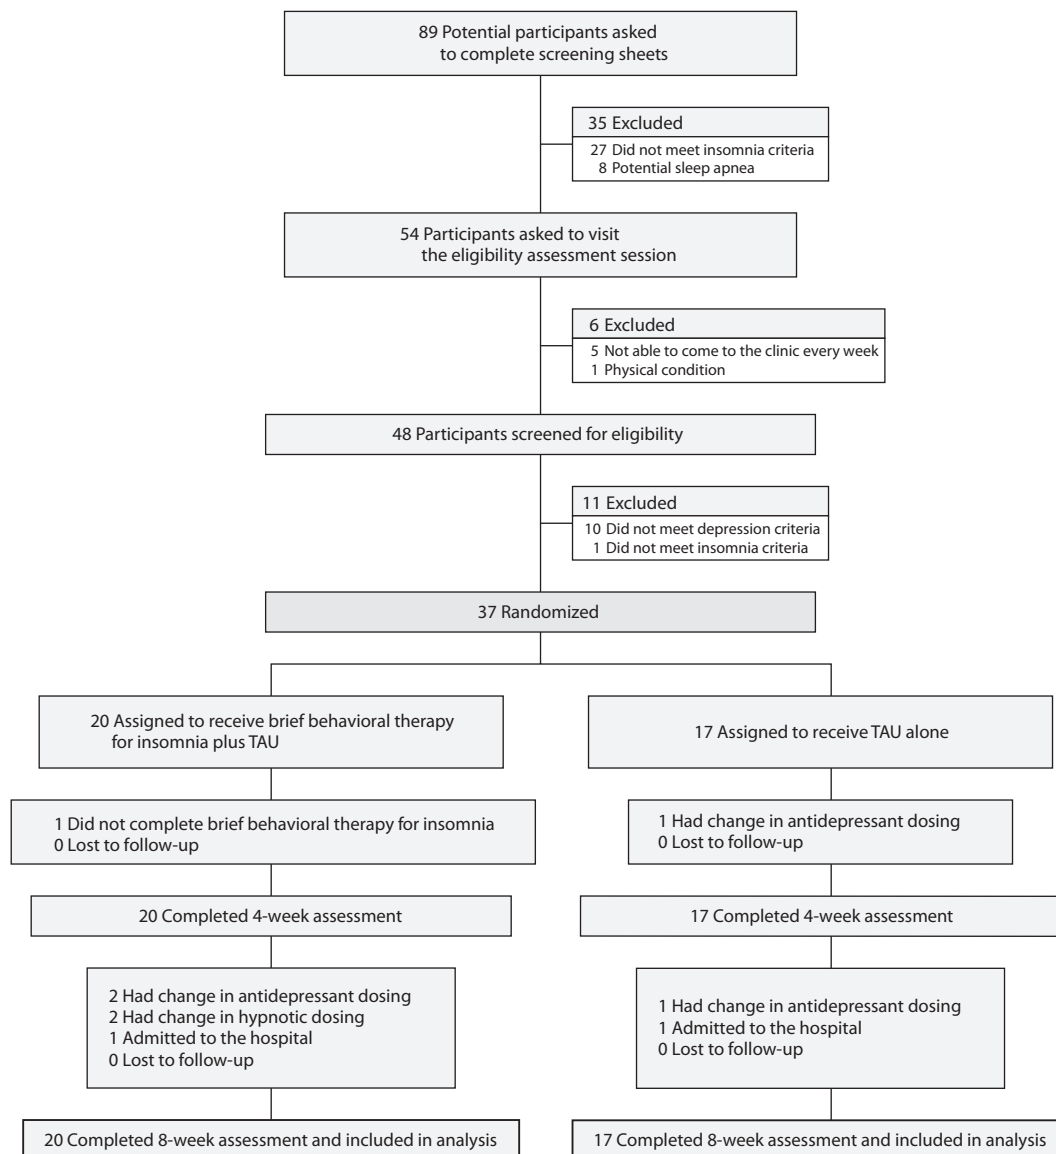 89 Potential participants asked
to complete screening sheets
35 Excluded
27 Did not meet insomnia criteria
8 Potential sleep apnea
54 Participants asked to visit
the eligibility assessment session
6 Excluded
5 Not able to come to the clinic every week
1 Physical condition
48 Participants screened for eligibility
11 Excluded
10 Did not meet depression criteria
1 Did not meet insomnia criteria
37 Randomized
20 Assigned to receive brief behavioral therapy
for insomnia plus TAU
17 Assigned to receive TAU alone
1 Did not complete brief behavioral therapy for insomnia
0 Lost to follow-up
1 Had change in antidepressant dosing
0 Lost to follow-up
20 Completed 4-week assessment
17 Completed 4-week assessment
2 Had change in antidepressant dosing
2 Had change in hypnotic dosing
1 Admitted to the hospital
0 Lost to follow-up
1 Had change in antidepressant dosing
1 Admitted to the hospital
0 Lost to follow-up
20 Completed 8-week assessment and included in analysis
17 Completed 8-week assessment and included in analysis